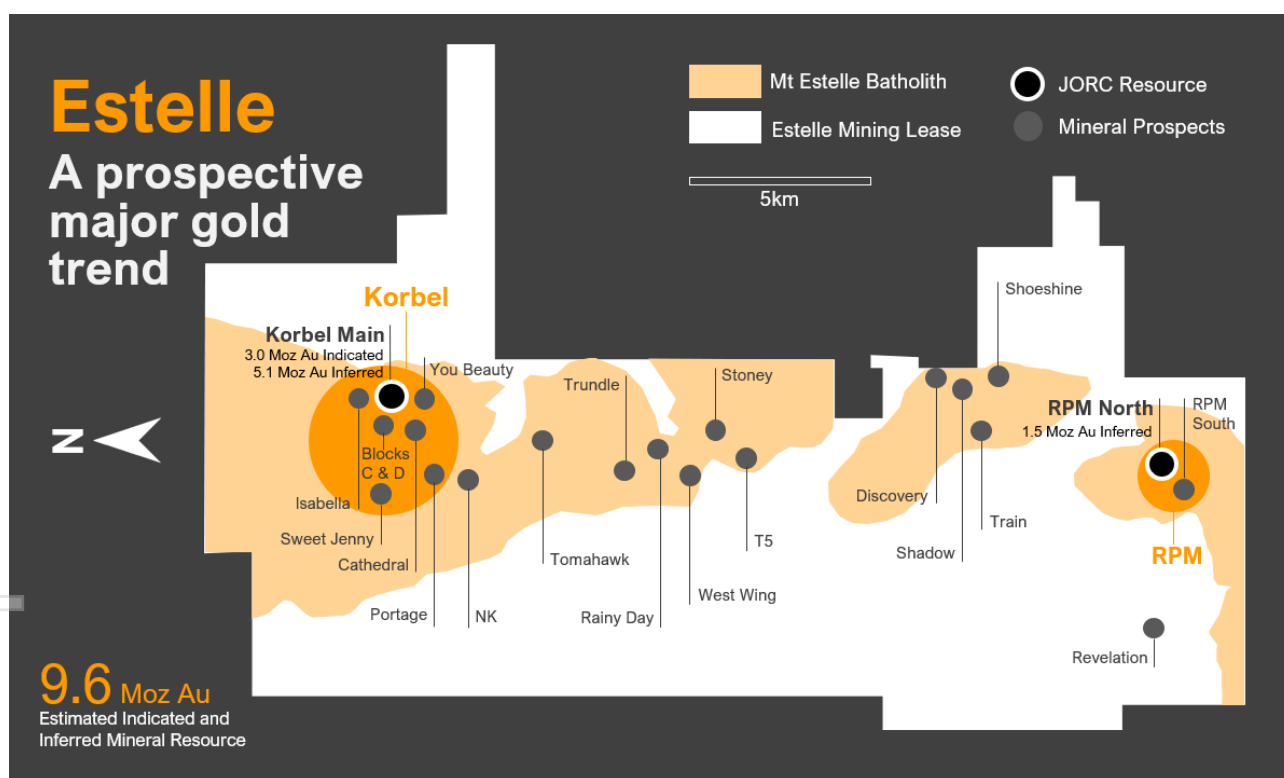 Estelle
A prospective
major gold
trend
Mt Estelle Batholith
Estelle Mining Lease
5km
JORC Resource
Mineral Prospects
N
Korbel
Korbel Main
3.0 Moz Au Indicated
5.1 Moz Au Inferred
You Beauty
Blocks
C & D
Isabella
Sweet Jenny
Cathedral
Portage
NK
Trundle
Tomahawk
Rainy Day
Stoney
T5
West Wing
Shoeshine
Discovery
Shadow
Train
RPM North
1.5 Moz Au Inferred
RPM
South
RPM
Revelation
9.6 Moz Au
Estimated Indicated and
Inferred Mineral Resource